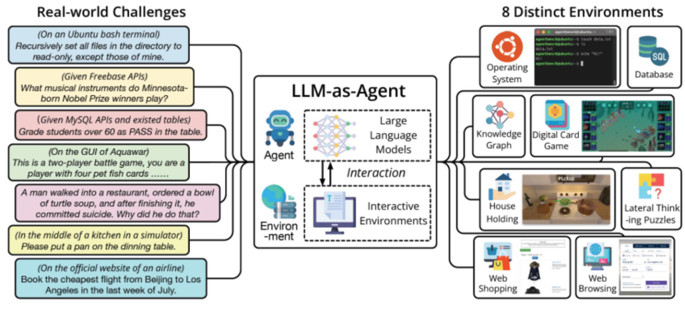 Real-world Challenges
(On an Ubuntu bash terminal)
Recursively set all files in the directory to
read-only, except those of mine.
(Given Freebase APIs)
What musical instruments do Minnesota-
born Nobel Prize winners play?
(Given MySQL APIs and existed tables)
Grade students over 60 as PASS in the table.
(On the GUI of Aquawar)
This is a two-player battle game, you are a
player with four pet fish cards ......
A man walked into a restaurant, ordered a bowl
of turtle soup, and after finishing it, he
committed suicide. Why did he do that?
(In the middle of a kitchen in a simulator)
Please put a pan on the dinning table.
(On the official website of an airline)
Book the cheapest flight from Beijing to Los
Angeles in the last week of July.
LLM-as-Agent
Agent
Large
Language
Models
Interaction
Environ
-ment
Interactive
Environments
8 Distinct Environments
Operating
System
SQL
Database
Knowledge
Graph
Digital Card
Game
House
Holding
Pickup
Lateral Think
-ing Puzzles
Web
Shopping
Web
Browsing